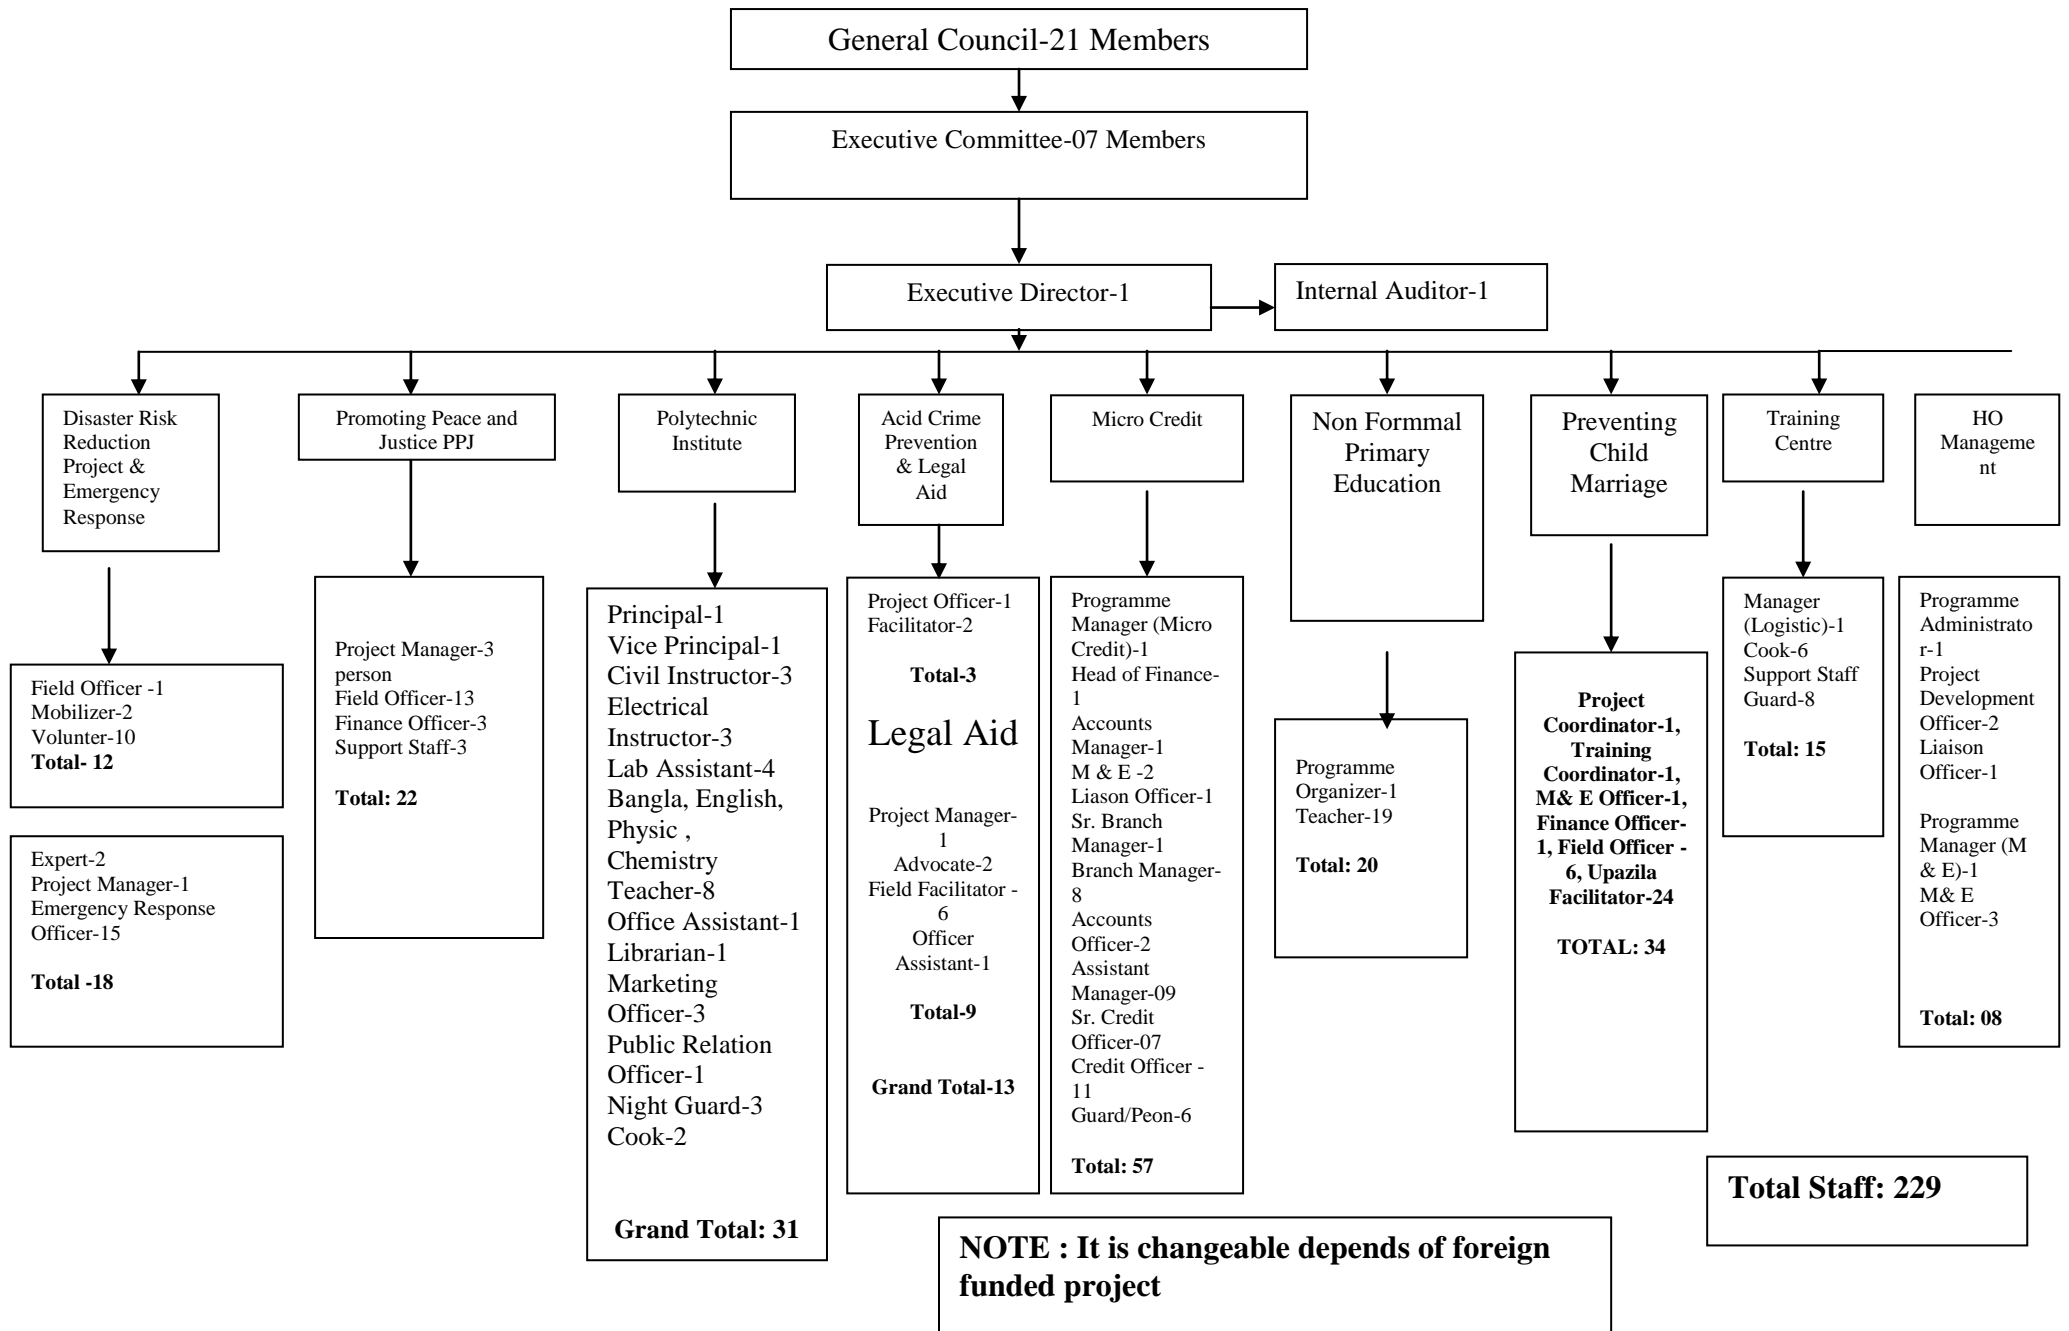 General Council-21 Members
Executive Committee-07 Members
Executive Director-1
Internal Auditor-1
Disaster Risk
Reduction
Project &
Emergency
Response
Promoting Peace and
Justice PPJ
Polytechnic
Institute
Acid Crime
Prevention
& Legal
Aid
Micro Credit
Non Formmal
Primary
Education
Preventing
Child
Marriage
Training
Centre
HO
Manageme
nt
Field Officer -1
Mobilizer-2
Volunter-10
Total- 12
Expert-2
Project Manager-1
Emergency Response
Officer-15
Total -18
Project Manager-3
person
Field Officer-13
Finance Officer-3
Support Staff-3
Total: 22
Principal-1
Vice Principal-1
Civil Instructor-3
Electrical
Instructor-3
Lab Assistant-4
Bangla, English,
Physic ,
Chemistry
Teacher-8
Office Assistant-1
Librarian-1
Marketing
Officer-3
Public Relation
Officer-1
Night Guard-3
Cook-2
Grand Total: 31
Project Officer-1
Facilitator-2
Total-3
Legal Aid
Project Manager-
1
Advocate-2
Field Facilitator -
6
Officer
Assistant-1
Total-9
Grand Total-13
Programme
Manager (Micro
Credit)-1
Head of Finance-
1
Accounts
Manager-1
M & E -2
Liason Officer-1
Sr. Branch
Manager-1
Branch Manager-
8
Accounts
Officer-2
Assistant
Manager-09
Sr. Credit
Officer-07
Credit Officer -
11
Guard/Peon-6
Total: 57
Programme
Organizer-1
Teacher-19
Total: 20
Project
Coordinator-1,
Training
Coordinator-1,
M& E Officer-1,
Finance Officer-
1, Field Officer -
6, Upazila
Facilitator-24
TOTAL: 34
Manager
(Logistic)-1
Cook-6
Support Staff
Guard-8
Total: 15
Programme
Administrato
r-1
Project
Development
Officer-2
Liaison
Officer-1
Programme
Manager (M
& E)-1
M& E
Officer-3
Total: 08
Total Staff: 229
NOTE : It is changeable depends of foreign
funded project